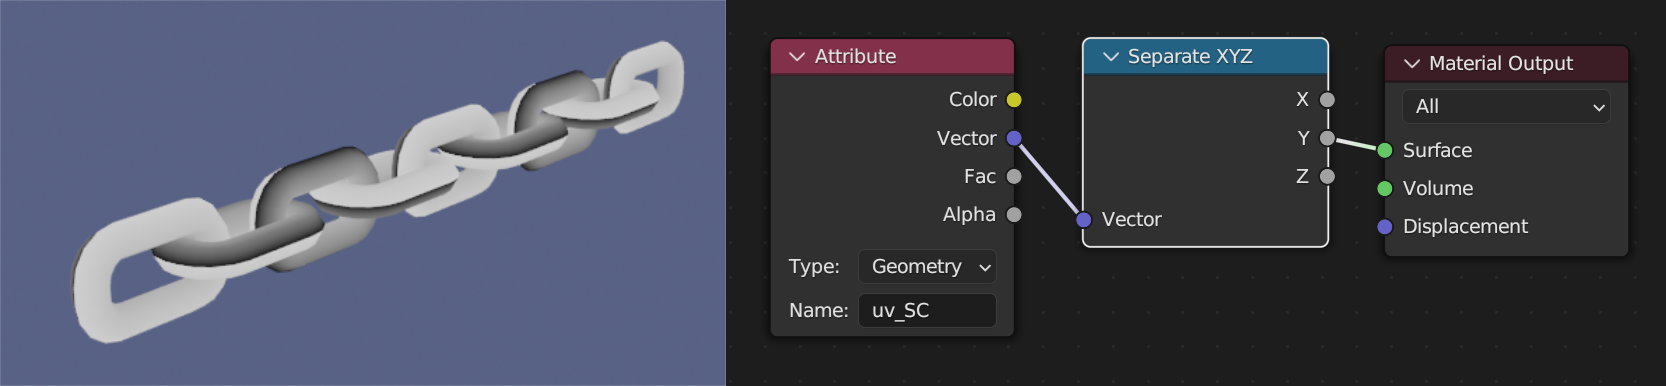 Attribute
Color
Vector
Fac
Alpha
Type: Geometry
Name: uv_SC
Separate XYZ
X
Y
Z
Vector
Material Output
All
Surface
Volume
Displacement